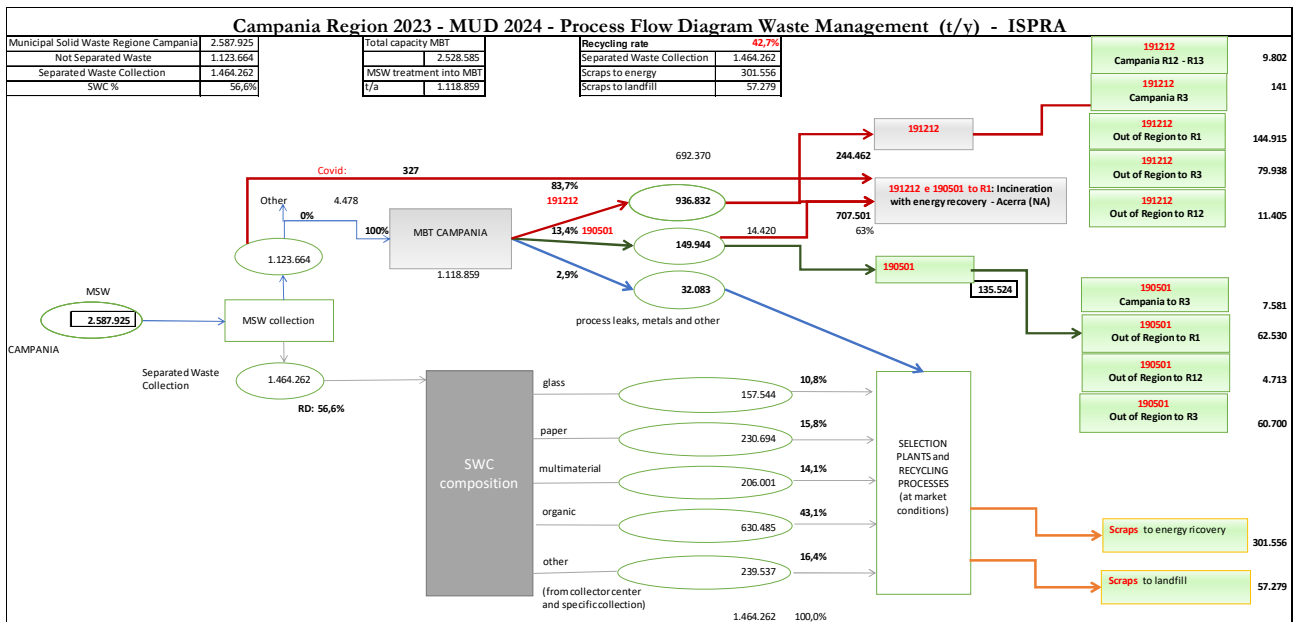 Campania Region 2023 - MUD 2024 - Process Flow Diagram Waste Management (t/y) - ISPRA
Municipal Solid Waste Regione Campania 2.587.925
Not Separated Waste 1.123.664
Separated Waste Collection 1.464.262
SWC % 56,6%
Total capacity MBT
2.528.585
MSW treatment into MBT
t/a 1.118.859
Recycling rate 42,7%
Separated Waste Collection 1.464.262
Scraps to energy 301.556
Scraps to landfill 57.279
191212
Campania R12 - R13
9.802
191212
Campania R3
141
191212
Out of Region to R1
144.915
191212
Out of Region to R3
79.938
191212
Out of Region to R12
11.405
191212
692.370
244.462
Covid: 327
83,7%
191212
936.832
191212 e 190501 to R1: Incineration
with energy recovery - Acerra (NA)
707.501
63%
Other 4.478
0%
100%
MBT CAMPANIA
1.118.859
13,4% 190501
149.944
14.420
2,9%
32.083
process leaks, metals and other
190501
135.524
190501
Campania to R3
7.581
190501
Out of Region to R1
62.530
190501
Out of Region to R12
4.713
190501
Out of Region to R3
60.700
1.123.664
MSW
2.587.925
CAMPANIA
MSW collection
Separated Waste
Collection
1.464.262
RD: 56,6%
SWC
composition
glass
157.544
10,8%
paper
230.694
15,8%
multimaterial
206.001
14,1%
organic
630.485
43,1%
other
239.537
16,4%
(from collector center
and specific collection)
1.464.262 100,0%
SELECTION
PLANTS and
RECYCLING
PROCESSES
(at market
conditions)
Scraps to energy ricovery
301.556
Scraps to landfill
57.279